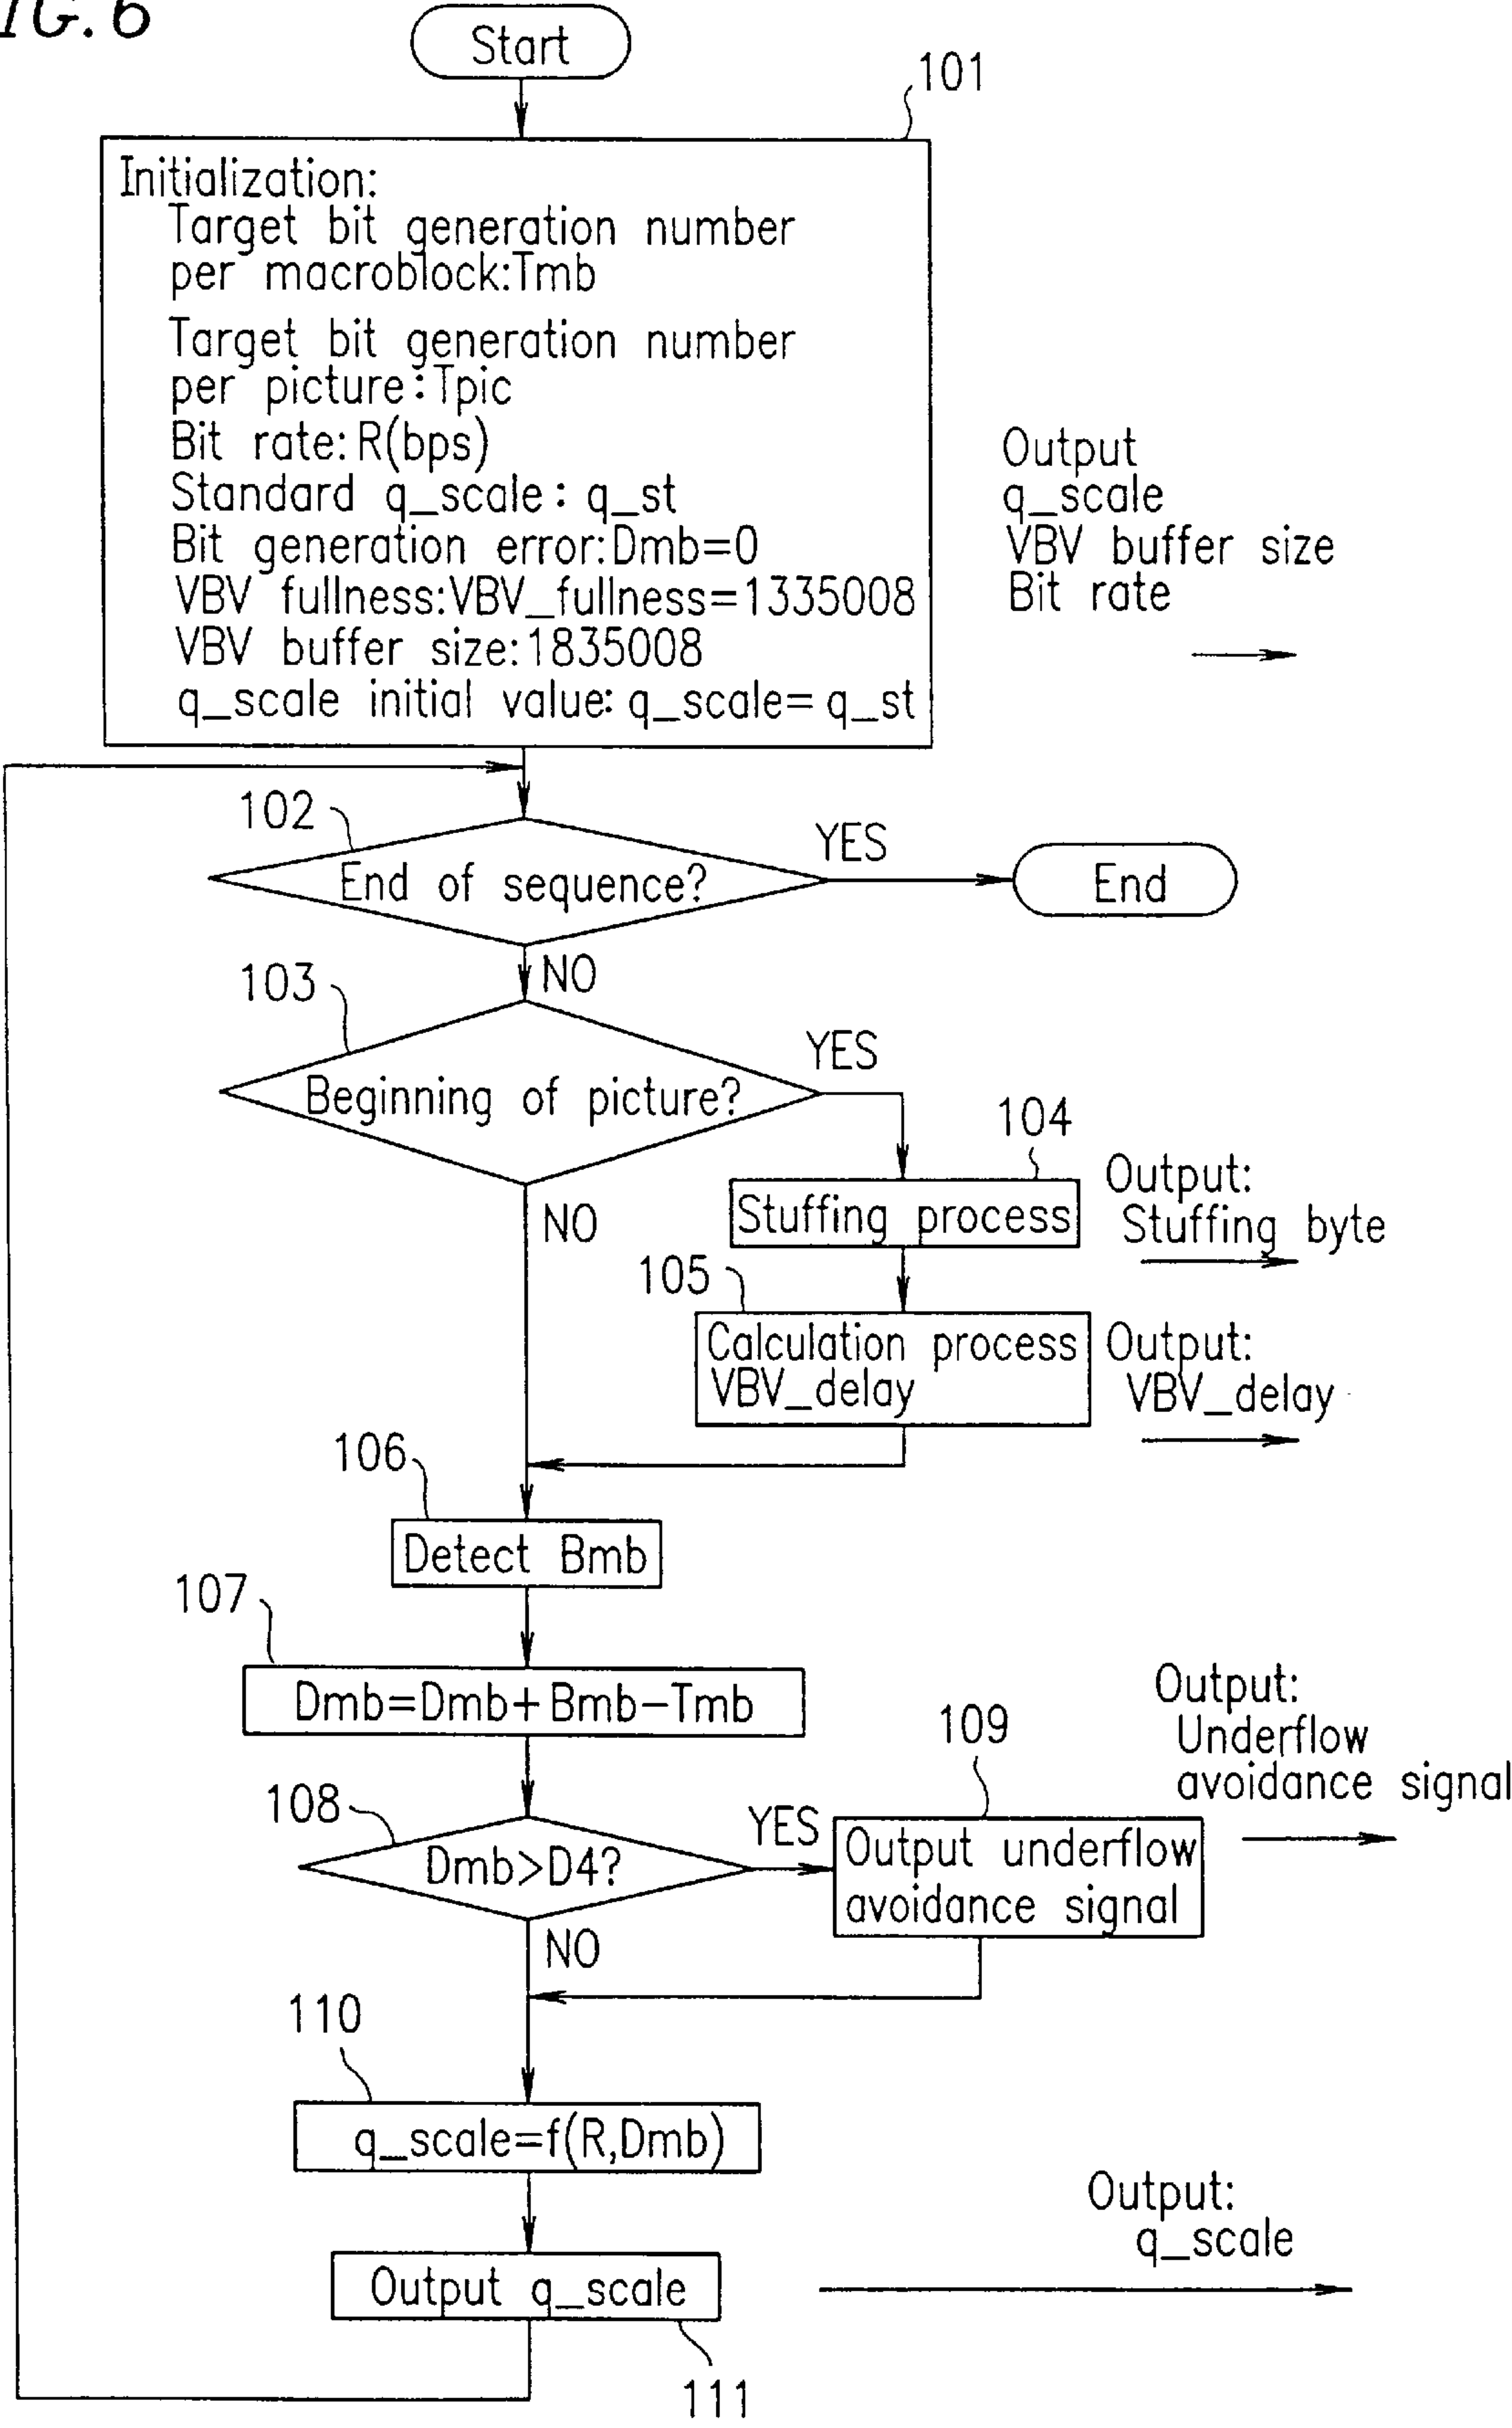 IG. 6
Start
101
Initialization:
Target bit generation number
per macroblock:Tmb
Target bit generation number
per picture:Tpic
Bit rate:R(bps)
Standard q_scale: q_st
Bit generation error:Dmb=0
VBV fullness:VBV_fullness=1335008
VBV buffer size:1835008
q_scale initial value: q_scale= q_st
Output
q_scale
VBV buffer size
Bit rate
102
End of sequence?
YES
End
NO
103
Beginning of picture?
YES
NO
104
Stuffing process
Output:
Stuffing byte
105
Calculation process
VBV_delay
Output:
VBV_delay
106
Detect Bmb
107
Dmb=Dmb+Bmb-Tmb
108
Dmb>D4?
YES
NO
109
Output underflow
avoidance signal
Output:
Underflow
avoidance signal
110
q_scale=f(R,Dmb)
Output q_scale
111
Output:
q_scale